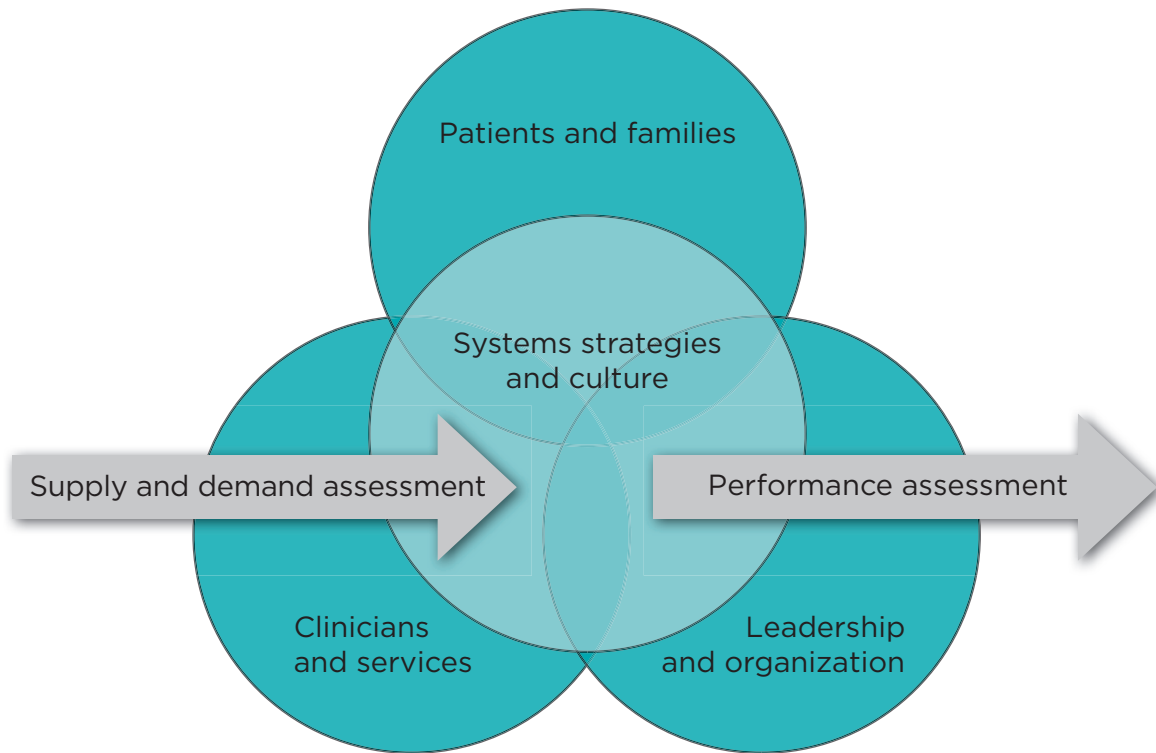 Patients and families
Systems strategies
and culture
Supply and demand assessment
Performance assessment
Clinicians
and services
Leadership
and organization